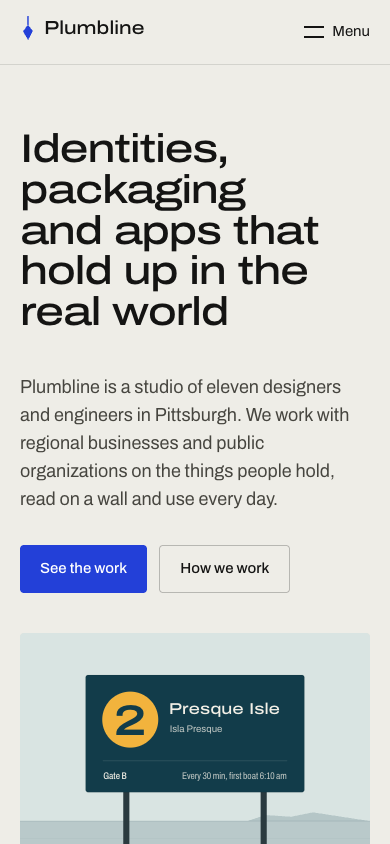 Plumbline
Menu
Identities,
packaging
and apps that
hold up in the
real world
Plumbline is a studio of eleven designers
and engineers in Pittsburgh. We work with
regional businesses and public
organizations on the things people hold,
read on a wall and use every day.
See the work
How we work
2
Presque Isle
Isla Presque
Gate B
Every 30 min, first boat 6:10 am